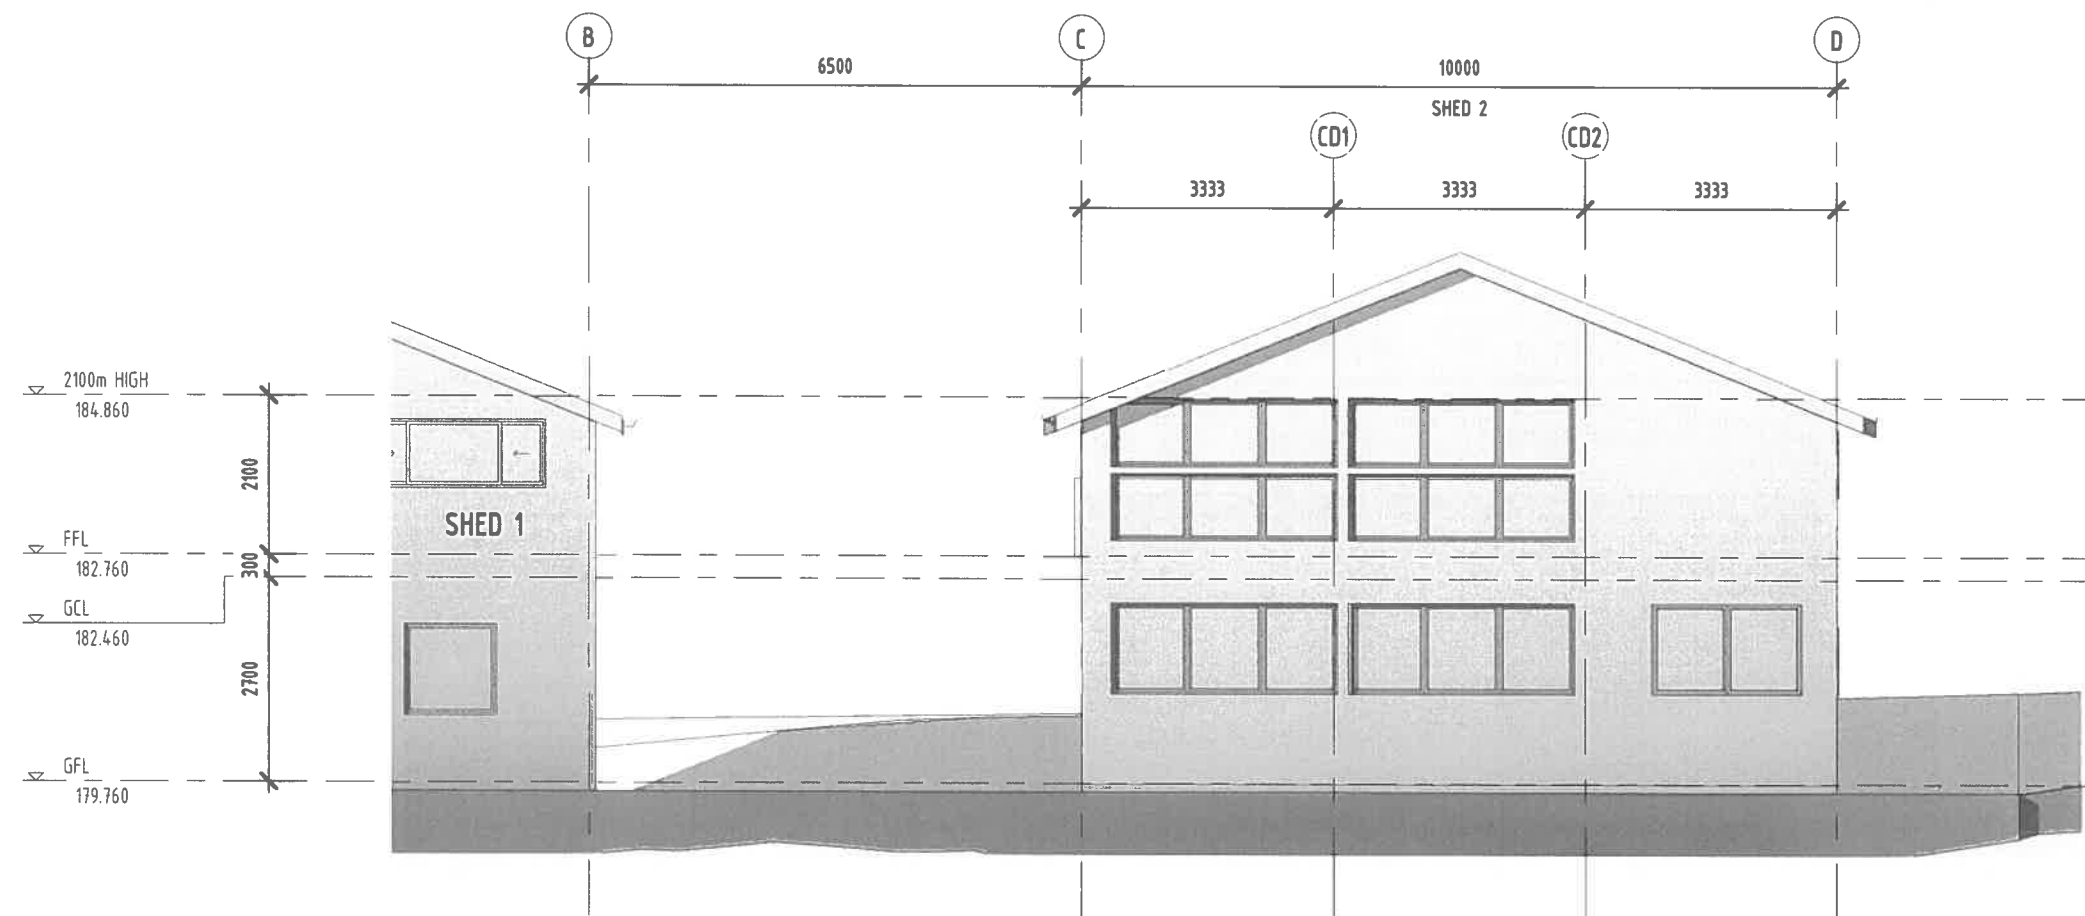 B
C
D
6500
10000
SHED 2
CD1
CD2
3333
3333
3333
2100m HIGH
184.860
2100
SHED 1
FFL
182.760
300
GCL
182.460
2700
GFL
179.760